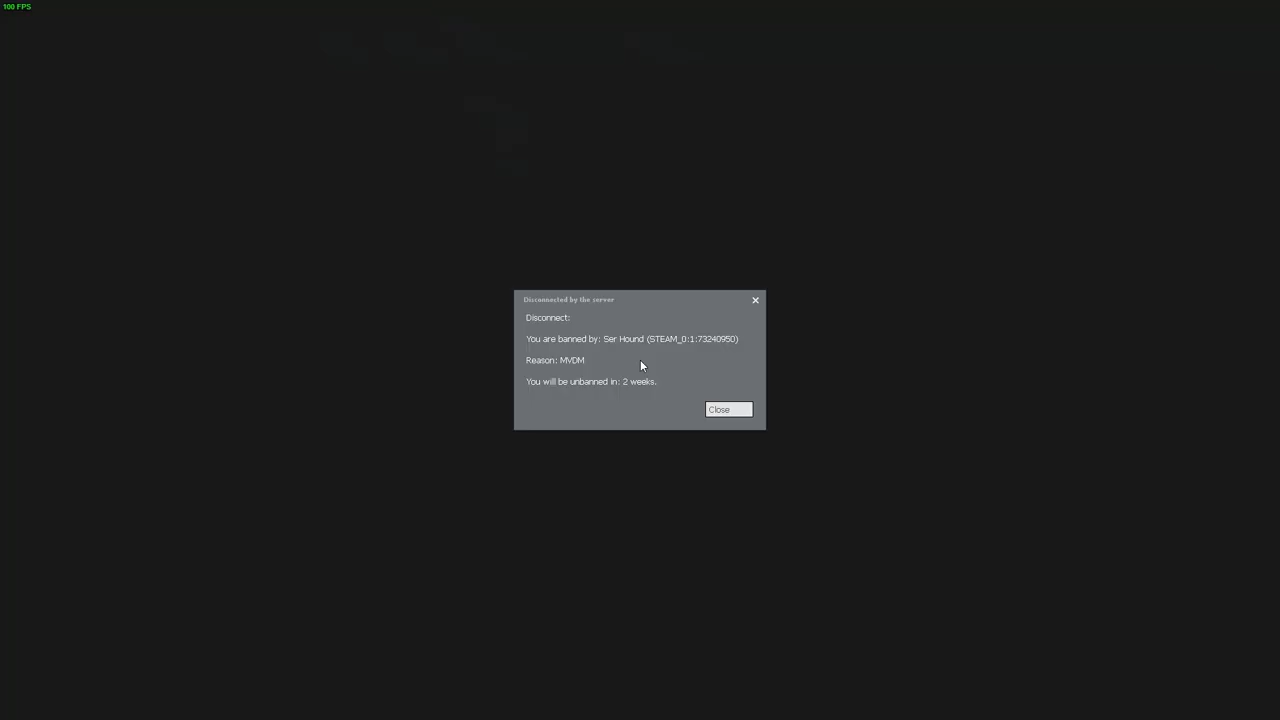 100 FPS
Disconnected by the server
Disconnect:
You are banned by: Ser Hound (STEAM_0:1:73240950)
Reason: MVDM
You will be unbanned in: 2 weeks.
Close